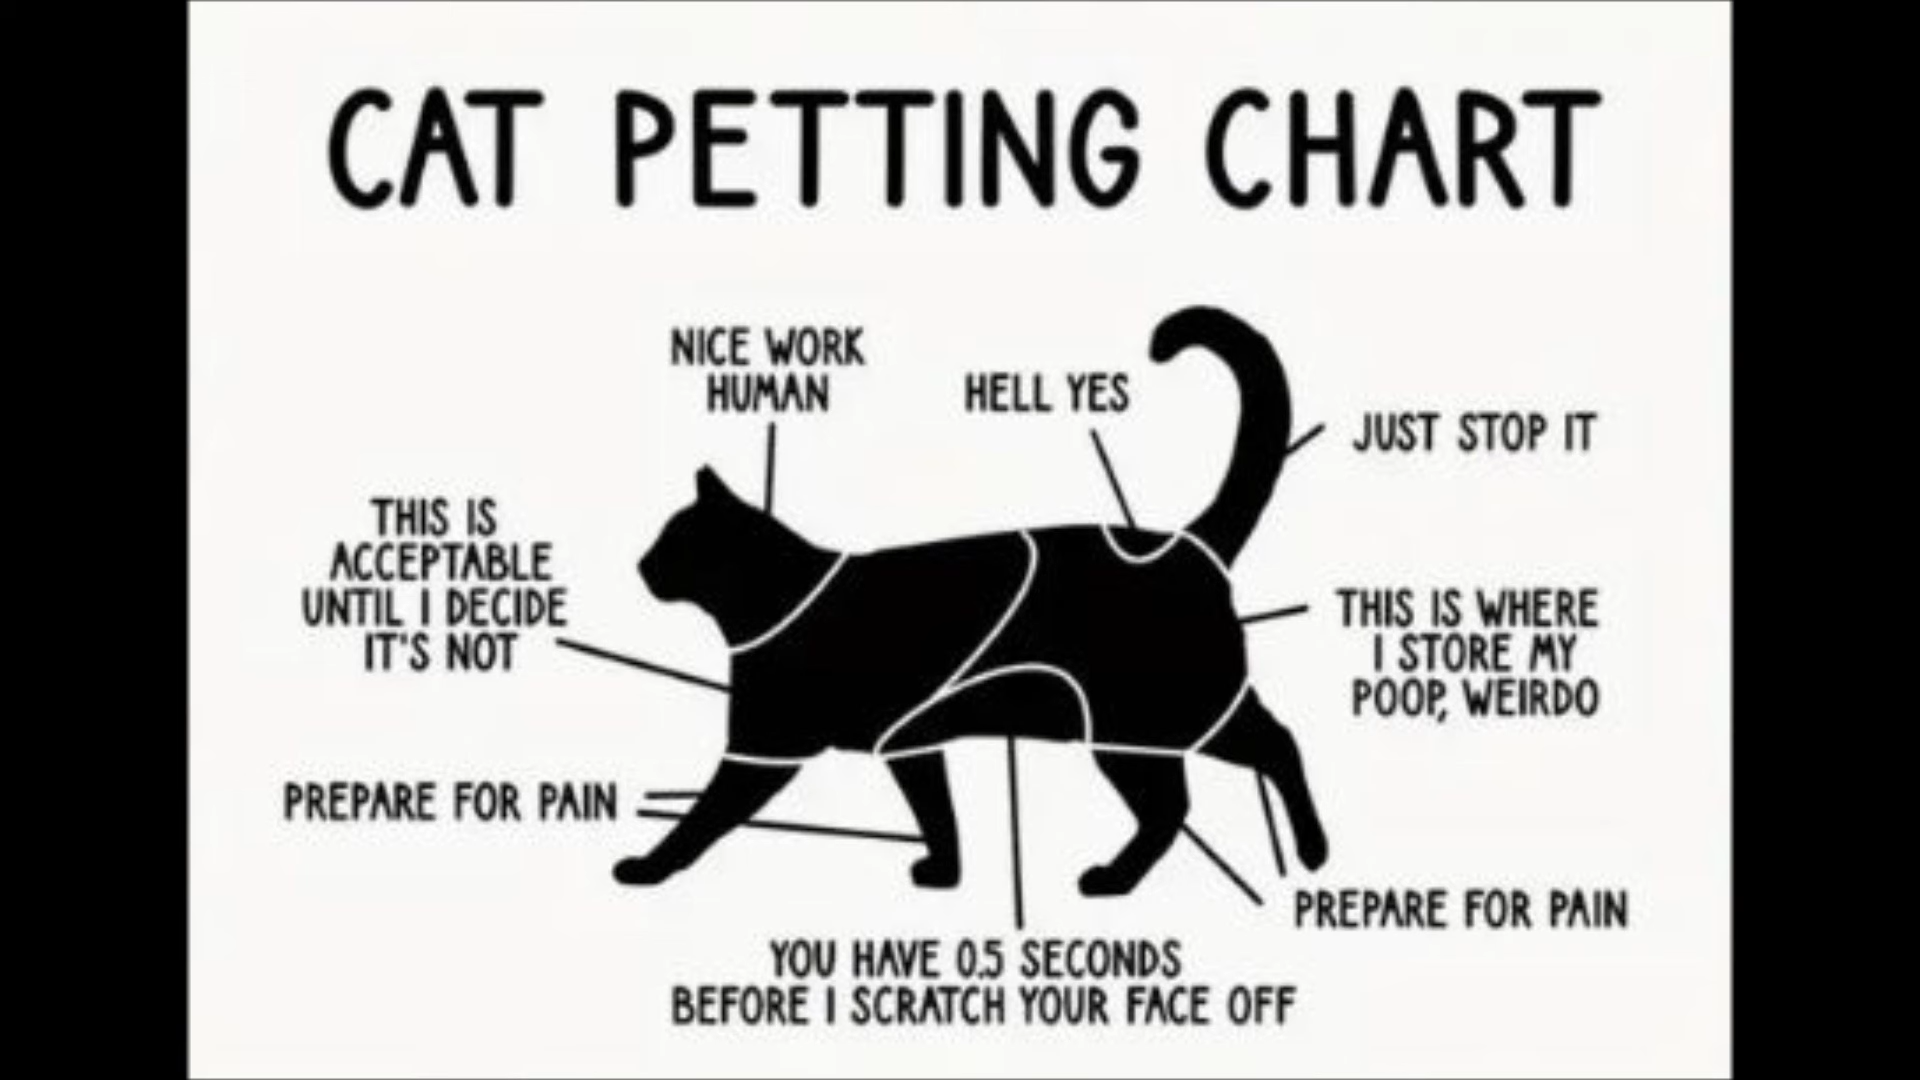 CAT PETTING CHART
NICE WORK
HUMAN
HELL YES
JUST STOP IT
THIS IS
ACCEPTABLE
UNTIL I DECIDE
IT'S NOT
THIS IS WHERE
I STORE MY
POOP, WEIRDO
PREPARE FOR PAIN
PREPARE FOR PAIN
YOU HAVE 0.5 SECONDS
BEFORE I SCRATCH YOUR FACE OFF